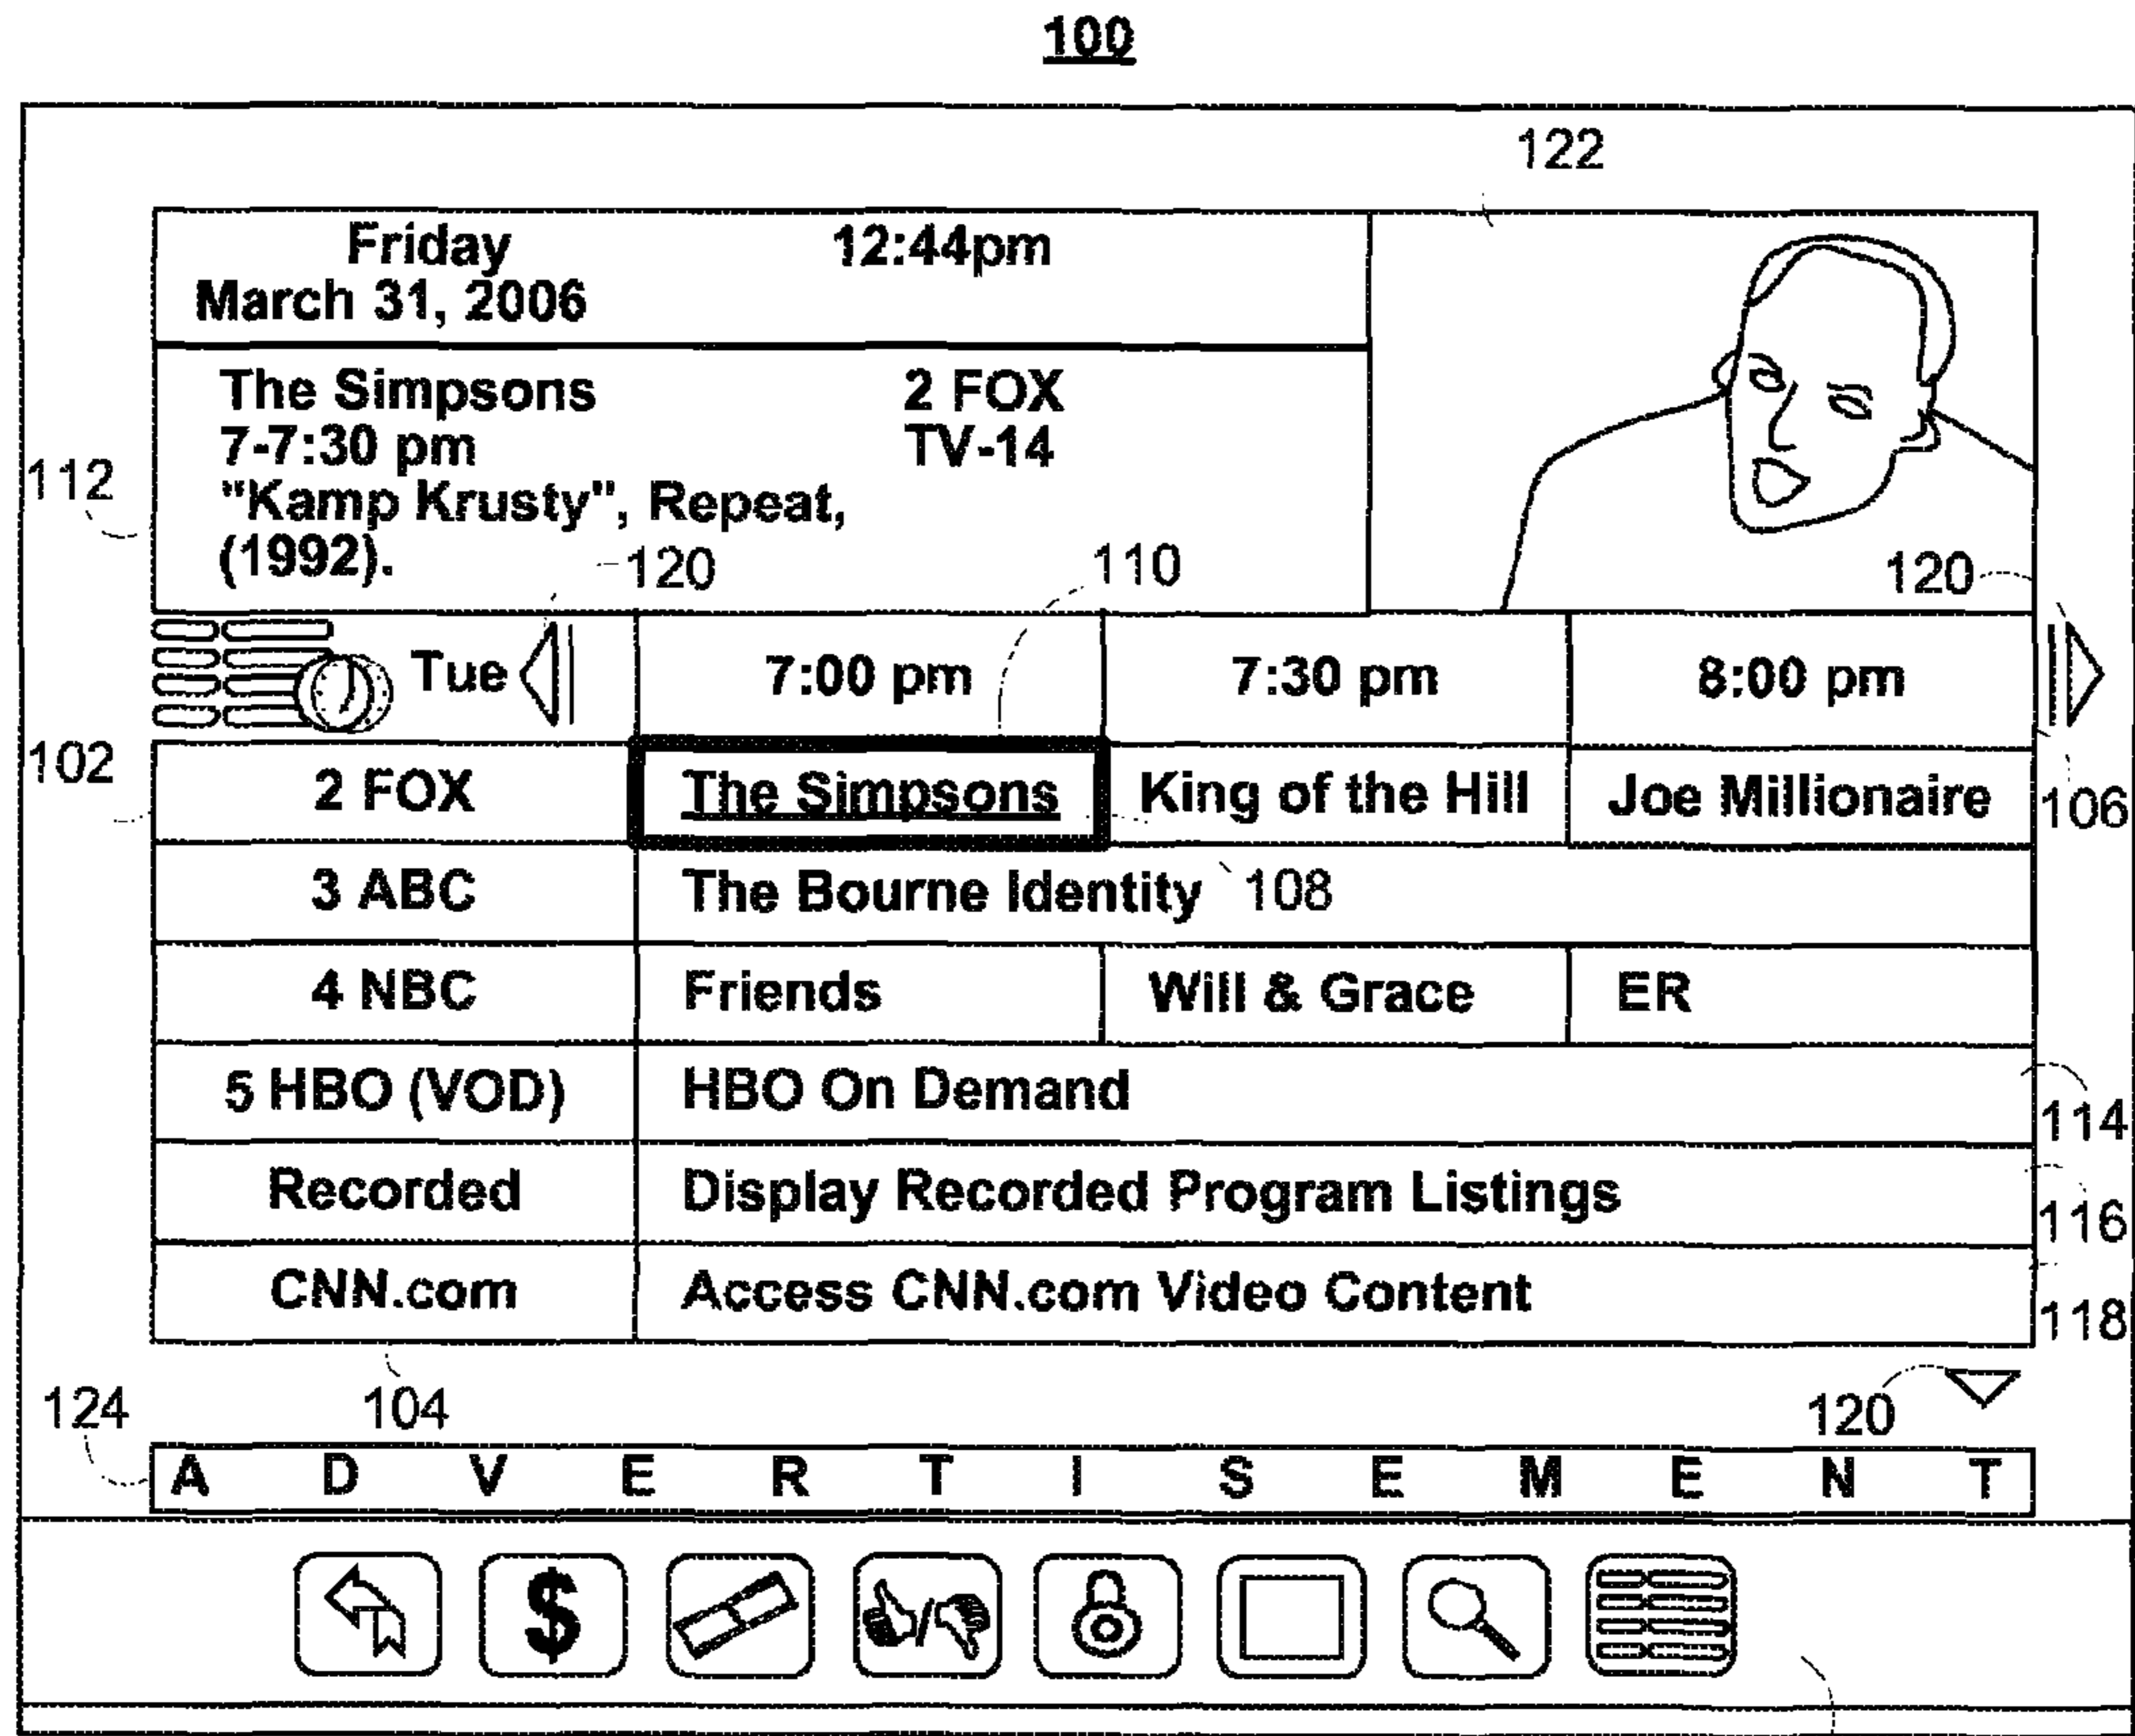 100
122
Friday 12:44pm
March 31, 2006
The Simpsons 2 FOX
7-7:30 pm TV-14
112
"Kamp Krusty", Repeat,
(1992).
120 110 120
Tue 7:00 pm 7:30 pm 8:00 pm
102
2 FOX The Simpsons King of the Hill Joe Millionaire
106
3 ABC The Bourne Identity 108
4 NBC Friends Will & Grace ER
5 HBO (VOD) HBO On Demand
114
Recorded Display Recorded Program Listings
116
CNN.com Access CNN.com Video Content
118
124 104 120
A D V E R T I S E M E N T
$